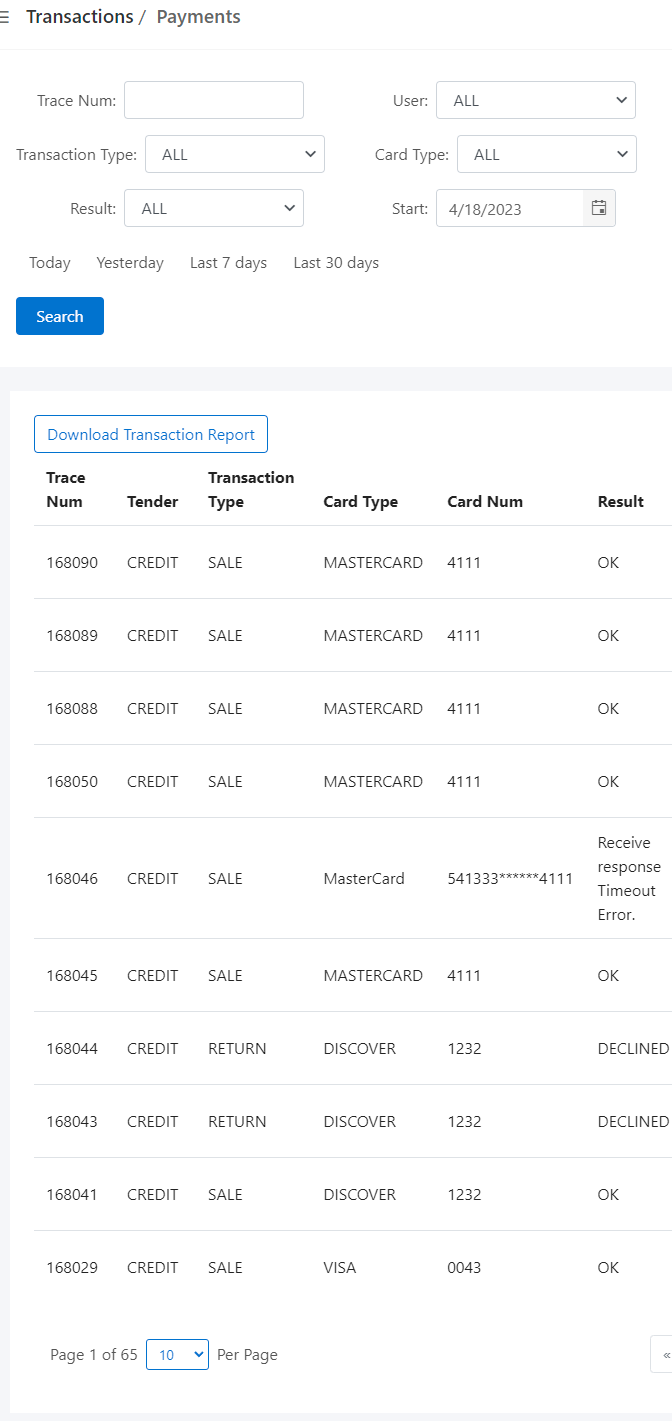 Transactions / Payments
Trace Num:
User: ALL
Transaction Type: ALL
Card Type: ALL
Result: ALL
Start: 4/18/2023
Today Yesterday Last 7 days Last 30 days
Search
Download Transaction Report
Trace Num Tender Transaction Type Card Type Card Num Result
168090 CREDIT SALE MASTERCARD 4111 OK
168089 CREDIT SALE MASTERCARD 4111 OK
168088 CREDIT SALE MASTERCARD 4111 OK
168050 CREDIT SALE MASTERCARD 4111 OK
168046 CREDIT SALE MasterCard 541333******4111 Receive response Timeout Error.
168045 CREDIT SALE MASTERCARD 4111 OK
168044 CREDIT RETURN DISCOVER 1232 DECLINED
168043 CREDIT RETURN DISCOVER 1232 DECLINED
168041 CREDIT SALE DISCOVER 1232 OK
168029 CREDIT SALE VISA 0043 OK
Page 1 of 65 10 Per Page «